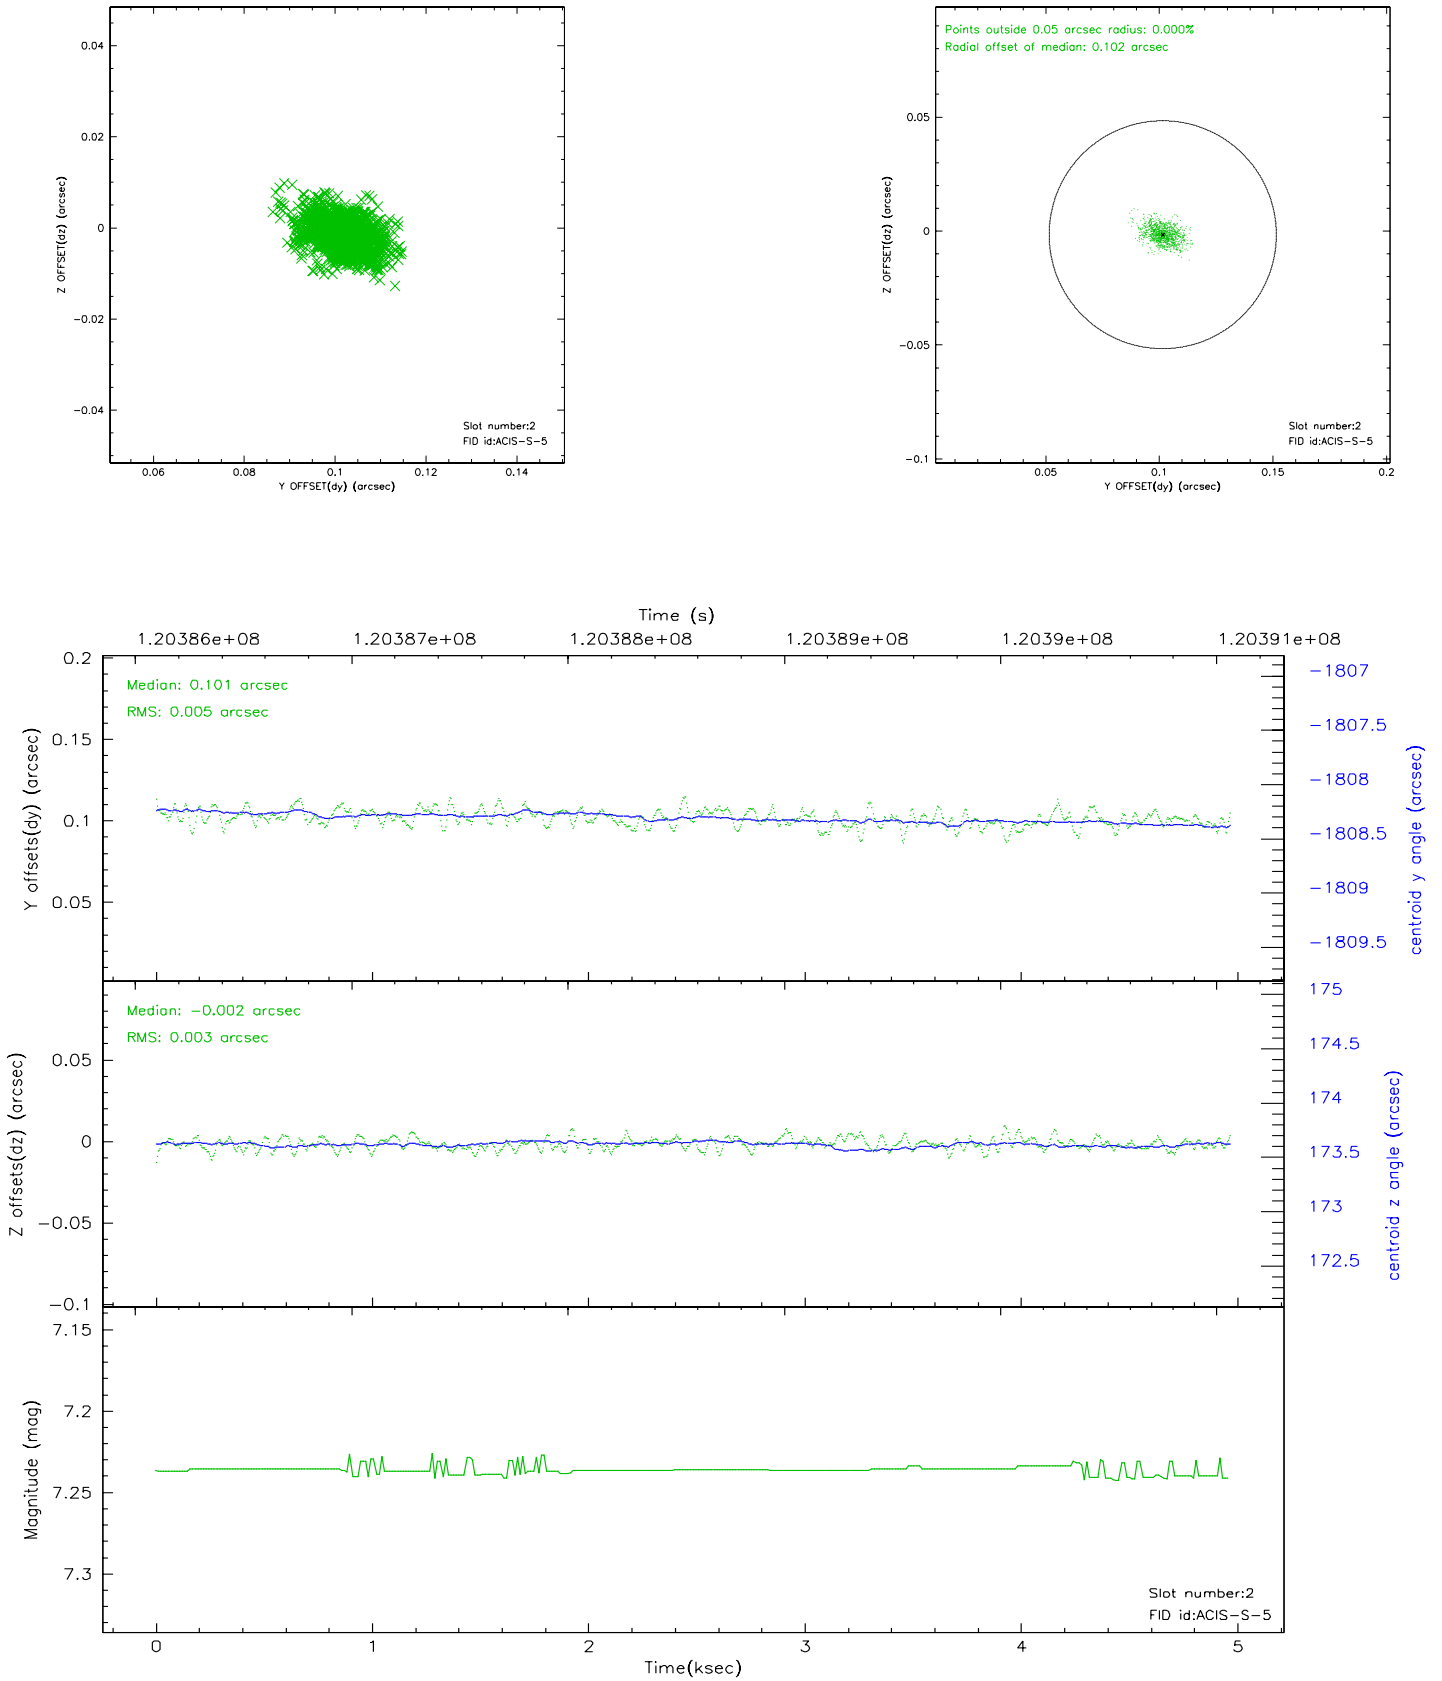 0.04
0.02
0
−0.02
−0.04
Z OFFSET(dz) (arcsec)
Slot number:2
FID id:ACIS−S−5
0.06
0.08
0.1
0.12
0.14
Y OFFSET(dy) (arcsec)
Points outside 0.05 arcsec radius: 0.000%
Radial offset of median: 0.102 arcsec
0.05
0
−0.05
−0.1
Z OFFSET(dz) (arcsec)
Slot number:2
FID id:ACIS−S−5
0.05
0.1
0.15
0.2
Y OFFSET(dy) (arcsec)
Time (s)
1.20386e+08
1.20387e+08
1.20388e+08
1.20389e+08
1.2039e+08
1.20391e+08
Median: 0.101 arcsec
RMS: 0.005 arcsec
0.2
0.15
0.1
0.05
Y offsets(dy) (arcsec)
−1807
−1807.5
−1808
−1808.5
−1809
−1809.5
centroid y angle (arcsec)
Median: −0.002 arcsec
RMS: 0.003 arcsec
0.05
0
−0.05
−0.1
Z offsets(dz) (arcsec)
175
174.5
174
173.5
173
172.5
centroid z angle (arcsec)
7.15
7.2
7.25
7.3
Magnitude (mag)
Slot number:2
FID id:ACIS−S−5
0
1
2
3
4
5
Time(ksec)